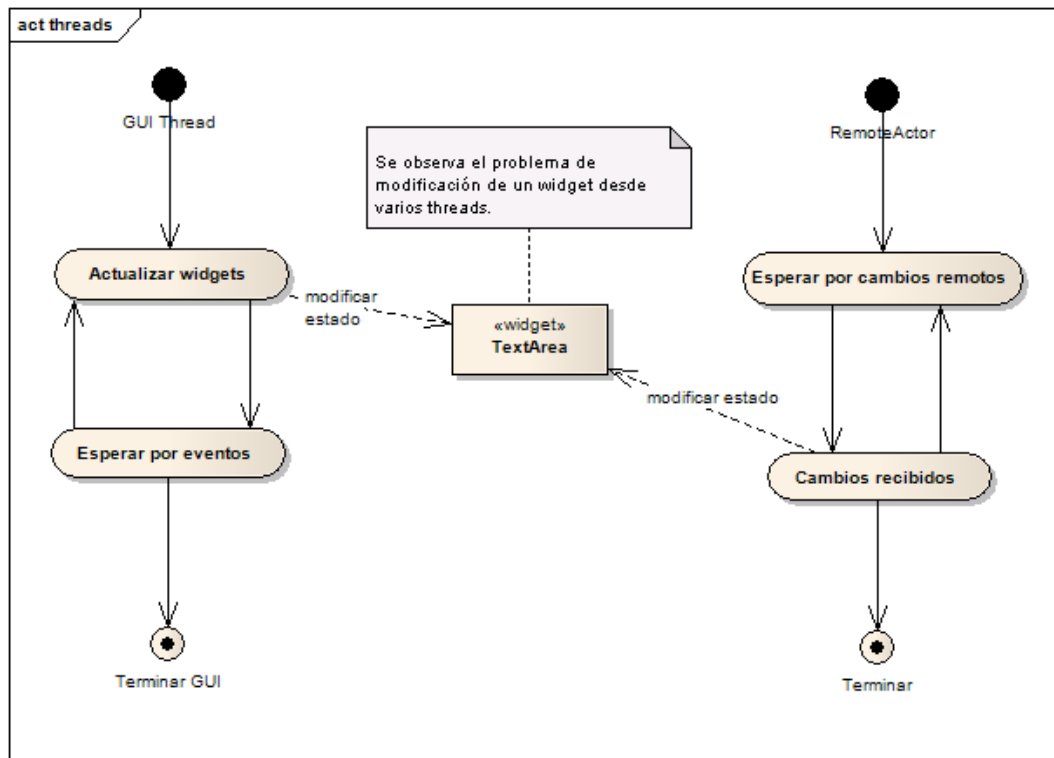 act threads
GUI Thread
RemoteActor
Se observa el problema de
modificación de un widget desde
varios threads.
Actualizar widgets
Esperar por cambios remotos
modificar
estado
«widget»
TextArea
modificar estado
Esperar por eventos
Cambios recibidos
Terminar GUI
Terminar